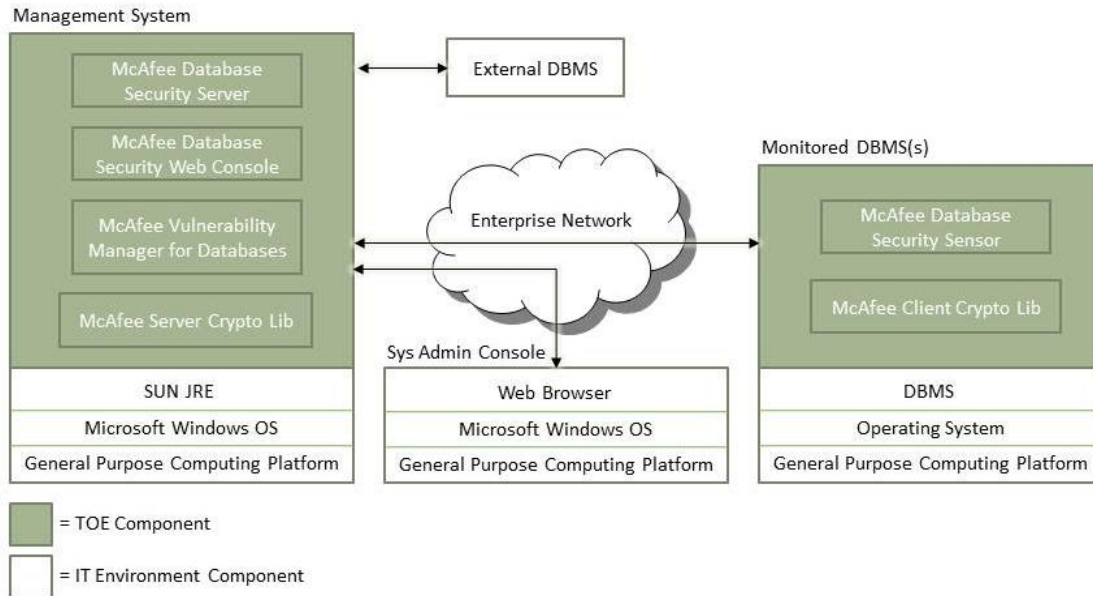 Management System
McAfee Database
Security Server
McAfee Database
Security Web Console
McAfee Vulnerability
Manager for Databases
McAfee Server Crypto Lib
SUN JRE
Microsoft Windows OS
General Purpose Computing Platform
External DBMS
Enterprise Network
Sys Admin Console
Web Browser
Microsoft Windows OS
General Purpose Computing Platform
Monitored DBMS(s)
McAfee Database
Security Sensor
McAfee Client Crypto Lib
DBMS
Operating System
General Purpose Computing Platform
= TOE Component
= IT Environment Component